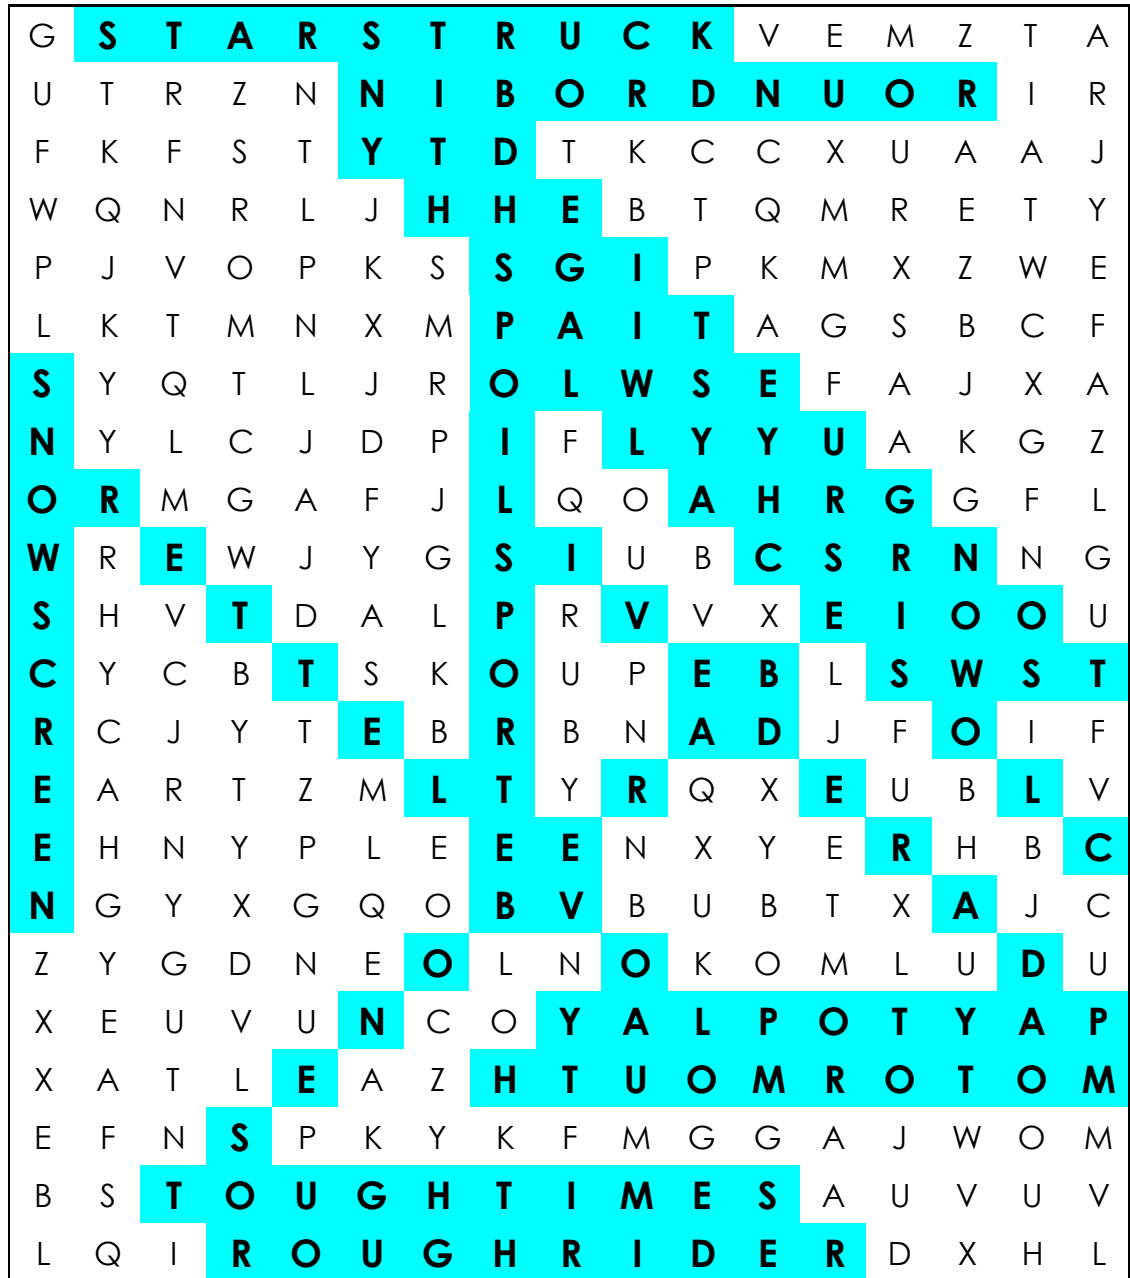 G S T A R S T R U C K V E M Z T A
U T R Z N N I B O R D N U O R I R
F K F S T Y T D T K C C X U A A J
W Q N R L J H H E B T Q M R E T Y
P J V O P K S S G I P K M X Z W E
L K T M N X M P A I T A G S B C F
S Y Q T L J R O L W S E F A J X A
N Y L C J D P I F L Y Y U A K G Z
O R M G A F J L Q O A H R G G F L
W R E W J Y G S I U B C S R N N G
S H V T D A L P R V V X E I O O U
C Y C B T S K O U P E B L S W S T
R C J Y T E B R B N A D J F O I F
E A R T Z M L T Y R Q X E U B L V
E H N Y P L E E E N X Y E R H B C
N G Y X G Q O B V B U B T X A J C
Z Y G D N E O L N O K O M L U D U
X E U V U N C O Y A L P O T Y A P
X A T L E A Z H T U O M R O T O M
E F N S P K Y K F M G G A J W O M
B S T O U G H T I M E S A U V U V
L Q I R O U G H R I D E R D X H L